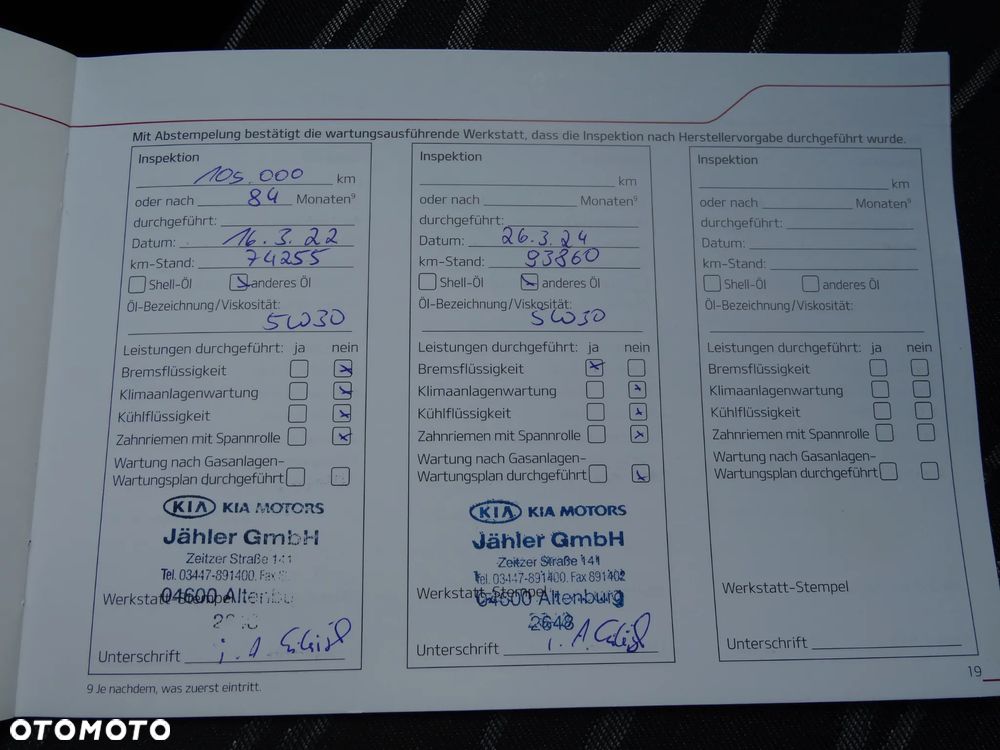 Mit Abstempelung bestätigt die wartungsausführende Werkstatt, dass die Inspektion nach Herstellervorgabe durchgeführt wurde.
Inspektion
105.000 km
oder nach 84 Monaten⁹
durchgeführt:
Datum: 16.3.22
km-Stand: 74255
Shell-Öl anderes Öl
Öl-Bezeichnung/Viskosität:
5W30
Leistungen durchgeführt: ja nein
Bremsflüssigkeit
Klimaanlagenwartung
Kühlflüssigkeit
Zahnriemen mit Spannrolle
Wartung nach Gasanlagen-
Wartungsplan durchgeführt
KIA KIA MOTORS
Jähler GmbH
Zeitzer Straße 141
Tel. 03447-891400. Fax
Werkstatt-Stempel
04600 Altenbu
Unterschrift i. A.
Inspektion
km
oder nach Monaten⁹
durchgeführt:
Datum: 26.3.24
km-Stand: 93860
Shell-Öl anderes Öl
Öl-Bezeichnung/Viskosität:
5W30
Leistungen durchgeführt: ja nein
Bremsflüssigkeit
Klimaanlagenwartung
Kühlflüssigkeit
Zahnriemen mit Spannrolle
Wartung nach Gasanlagen-
Wartungsplan durchgeführt
KIA KIA MOTORS
Jähler GmbH
Zeitzer Straße 141
Tel. 03447-891400. Fax 891402
Werkstatt-Stempel
04600 Altenburg
2648
Unterschrift i. A.
Inspektion
km
oder nach Monaten⁹
durchgeführt:
Datum:
km-Stand:
Shell-Öl anderes Öl
Öl-Bezeichnung/Viskosität:
Leistungen durchgeführt: ja nein
Bremsflüssigkeit
Klimaanlagenwartung
Kühlflüssigkeit
Zahnriemen mit Spannrolle
Wartung nach Gasanlagen-
Wartungsplan durchgeführt
Werkstatt-Stempel
Unterschrift
9 Je nachdem, was zuerst eintritt.
19
OTOMOTO